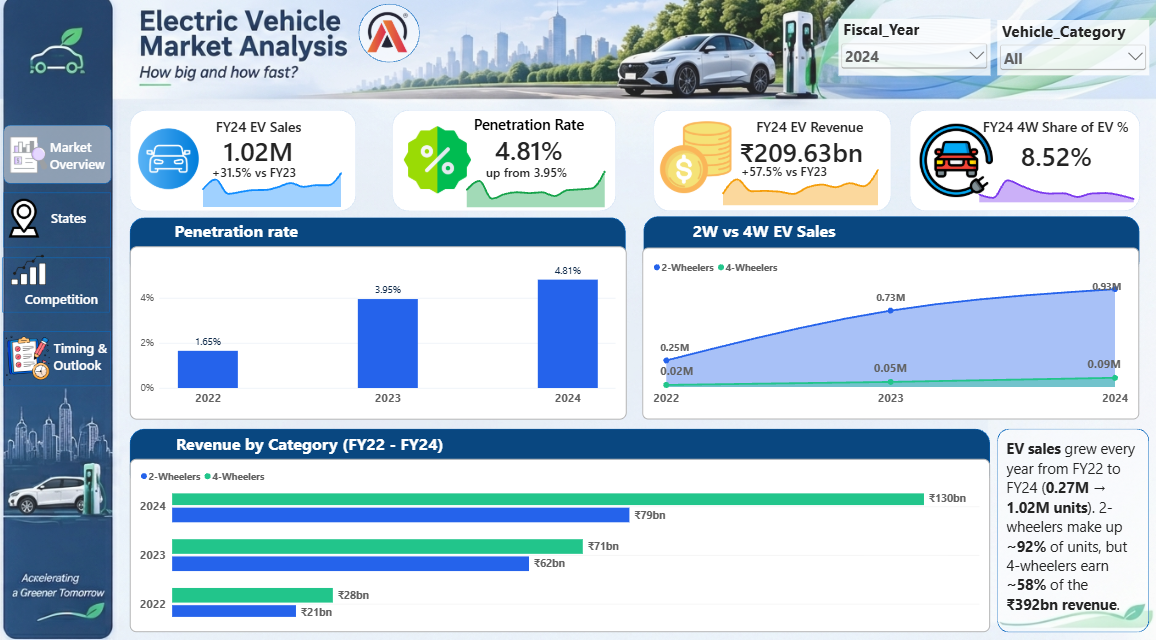 Electric Vehicle
Market Analysis
How big and how fast?
Fiscal_Year
2024
Vehicle_Category
All
Market
Overview
States
Competition
Timing &
Outlook
Accelerating
a Greener Tomorrow
FY24 EV Sales
1.02M
+31.5% vs FY23
Penetration Rate
4.81%
up from 3.95%
FY24 EV Revenue
₹209.63bn
+57.5% vs FY23
FY24 4W Share of EV %
8.52%
Penetration rate
4%
2%
0%
1.65%
3.95%
4.81%
2022
2023
2024
2W vs 4W EV Sales
2-Wheelers
4-Wheelers
0.25M
0.73M
0.93M
0.02M
0.05M
0.09M
2022
2023
2024
Revenue by Category (FY22 - FY24)
2-Wheelers
4-Wheelers
2024
₹130bn
₹79bn
2023
₹71bn
₹62bn
2022
₹28bn
₹21bn
EV sales grew every
year from FY22 to
FY24 (0.27M →
1.02M units). 2-
wheelers make up
~92% of units, but
4-wheelers earn
~58% of the
₹392bn revenue.